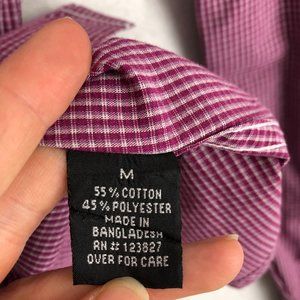 M
55% COTTON
45% POLYESTER
MADE IN
BANGLADESH
RN # 123827
OVER FOR CARE